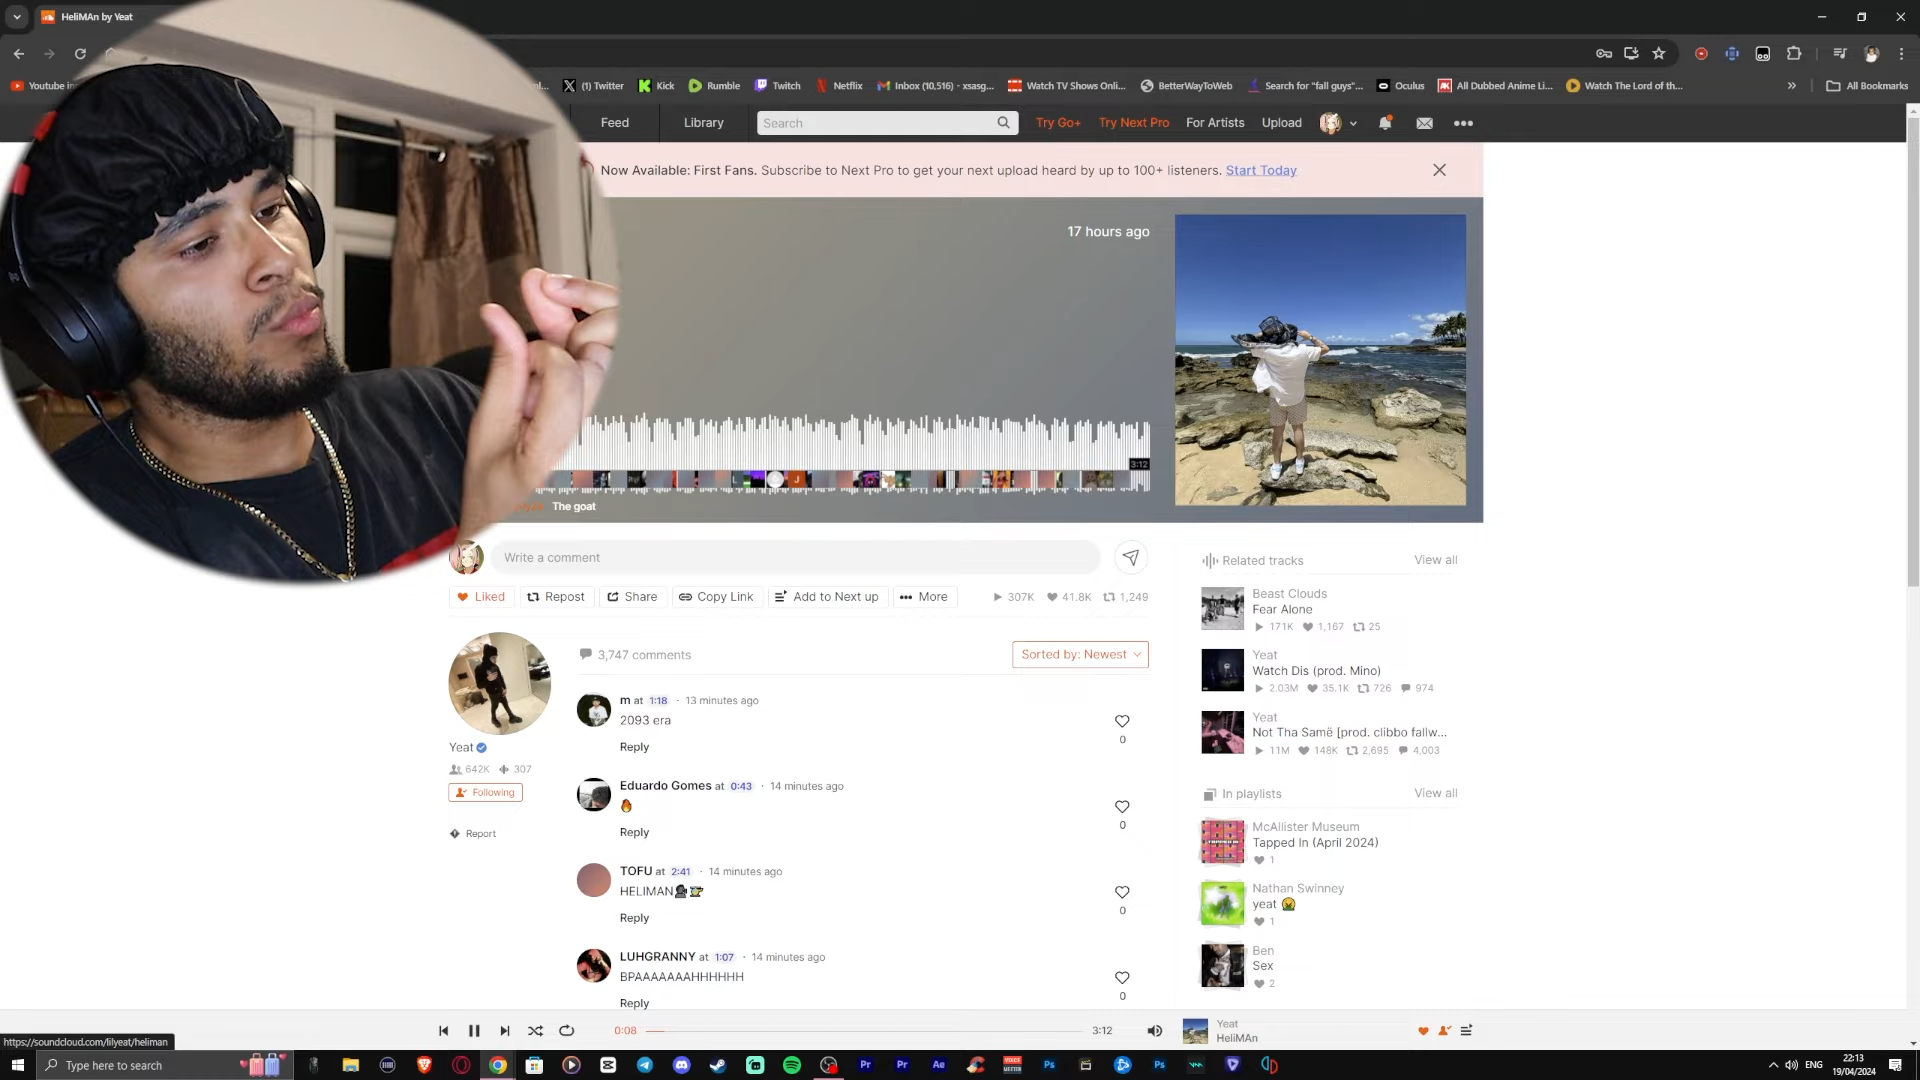 HeliMAn by Yeat
Youtube in
nl...
(1) Twitter
Kick
Rumble
Twitch
Netflix
Inbox (10,516) - xsasg...
Watch TV Shows Onli...
BetterWayToWeb
Search for "fall guys"...
Oculus
All Dubbed Anime Li...
Watch The Lord of th...
»
All Bookmarks
Feed
Library
Search
Try Go+
Try Next Pro
For Artists
Upload
Now Available: First Fans. Subscribe to Next Pro to get your next upload heard by up to 100+ listeners. Start Today
17 hours ago
3:12
The goat
Write a comment
Liked
Repost
Share
Copy Link
Add to Next up
More
307K
41.8K
1,249
3,747 comments
Sorted by: Newest
Yeat
642K
307
Following
Report
m at 1:18 · 13 minutes ago
2093 era
Reply
0
Eduardo Gomes at 0:43 · 14 minutes ago
🔥
Reply
0
TOFU at 2:41 · 14 minutes ago
HELIMAN
Reply
0
LUHGRANNY at 1:07 · 14 minutes ago
BPAAAAAAAHHHHHH
Reply
0
Related tracks
View all
Beast Clouds
Fear Alone
171K 1,167 25
Yeat
Watch Dis (prod. Mino)
2.03M 35.1K 726 974
Yeat
Not Tha Samë [prod. clibbo fallw...
11M 148K 2,695 4,003
In playlists
View all
McAllister Museum
Tapped In (April 2024)
1
Nathan Swinney
yeat 🤮
1
Ben
Sex
2
0:08
3:12
Yeat
HeliMAn
https://soundcloud.com/lilyeat/heliman
Type here to search
Pr
Pr
Ae
Ps
Ps
ENG
22:13
19/04/2024